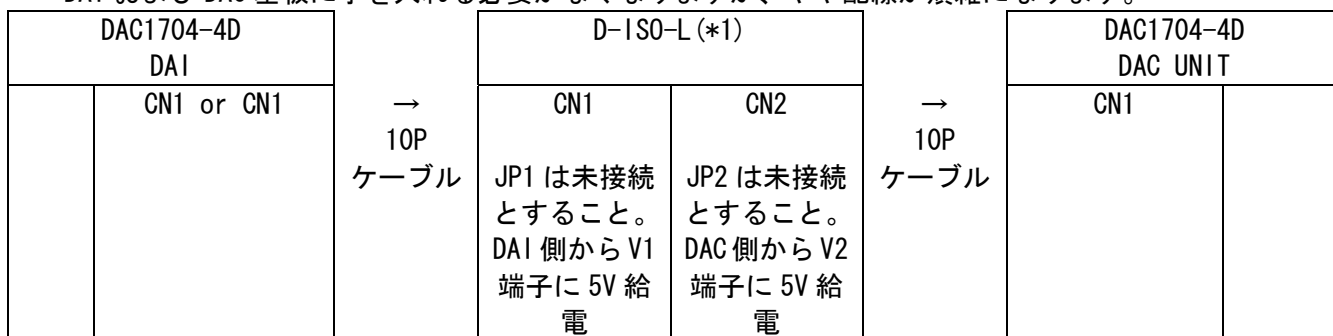 DAI および DAC 基板に手を入れる必要がなくなりますが、やや配線が煩雑になります。
DAC1704-4D
DAI
D-ISO-L(*1)
DAC1704-4D
DAC UNIT
CN1 or CN1
→
10P
ケーブル
CN1
JP1 は未接続
とすること。
DAI 側から V1
端子に 5V 給
電
CN2
JP2 は未接続
とすること。
DAC 側から V2
端子に 5V 給
電
→
10P
ケーブル
CN1